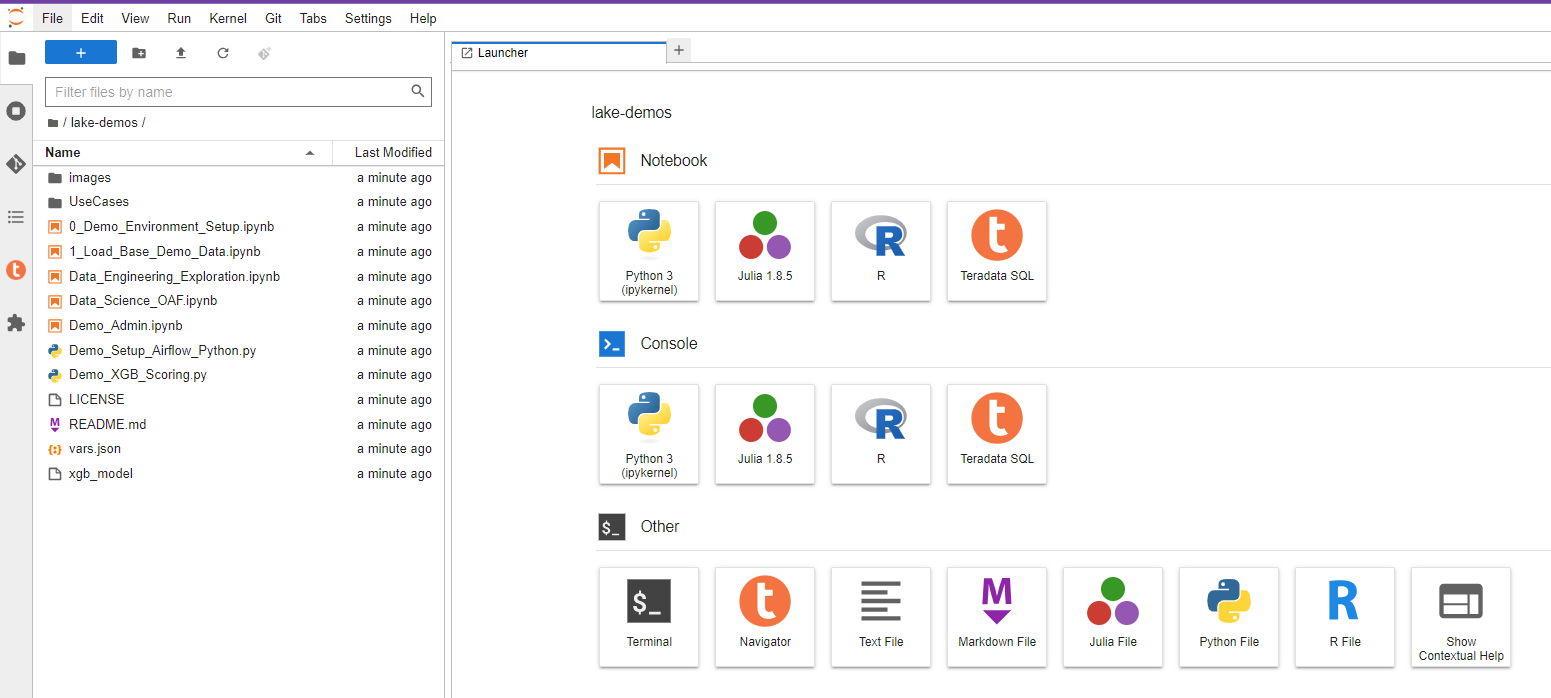 File Edit View Run Kernel Git Tabs Settings Help
+
Filter files by name
/ lake-demos /
Name Last Modified
images a minute ago
UseCases a minute ago
0_Demo_Environment_Setup.ipynb a minute ago
1_Load_Base_Demo_Data.ipynb a minute ago
Data_Engineering_Exploration.ipynb a minute ago
Data_Science_OAF.ipynb a minute ago
Demo_Admin.ipynb a minute ago
Demo_Setup_Airflow_Python.py a minute ago
Demo_XGB_Scoring.py a minute ago
LICENSE a minute ago
README.md a minute ago
vars.json a minute ago
xgb_model a minute ago
Launcher +
lake-demos
Notebook
Python 3
(ipykernel)
Julia 1.8.5
R
Teradata SQL
Console
Python 3
(ipykernel)
Julia 1.8.5
R
Teradata SQL
$_ Other
$_
Terminal
Navigator
Text File
Markdown File
Julia File
Python File
R File
Show
Contextual Help